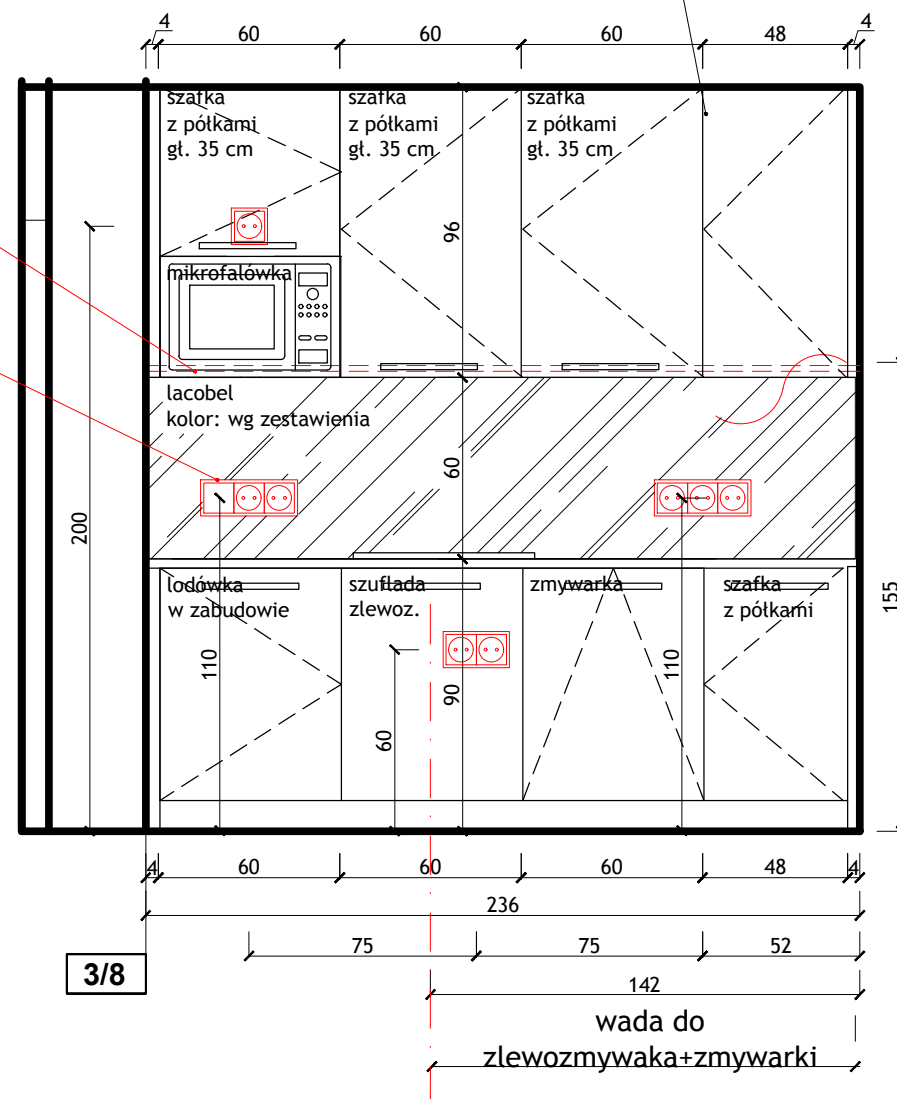 4 60 60 60 48 4
szafka
z półkami
gł. 35 cm
szafka
z półkami
gł. 35 cm
szafka
z półkami
gł. 35 cm
96
mikrofalówka
lacobel
kolor: wg zestawienia
60
200
155
lodówka
w zabudowie
szuflada
zlewoz.
zmywarka
szafka
z półkami
110
60
90
110
4 60 60 60 48 4
236
75 75 52
3/8
142
wada do
zlewozmywaka+zmywarki